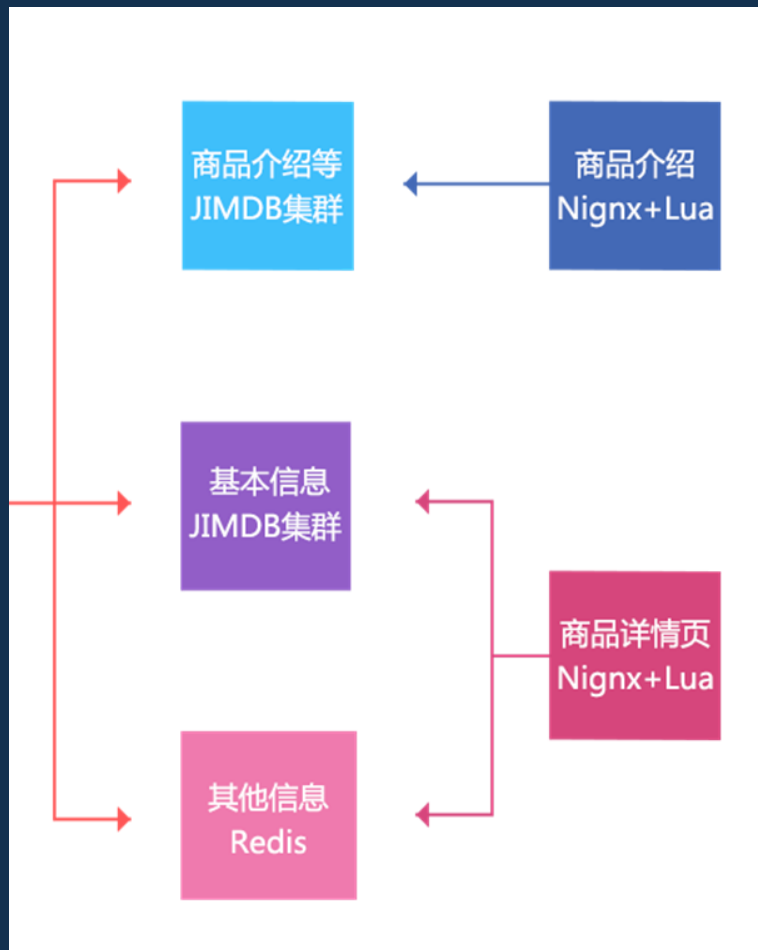 商品介绍等
JIMDB集群
商品介绍
Nignx+Lua
基本信息
JIMDB集群
商品详情页
Nignx+Lua
其他信息
Redis